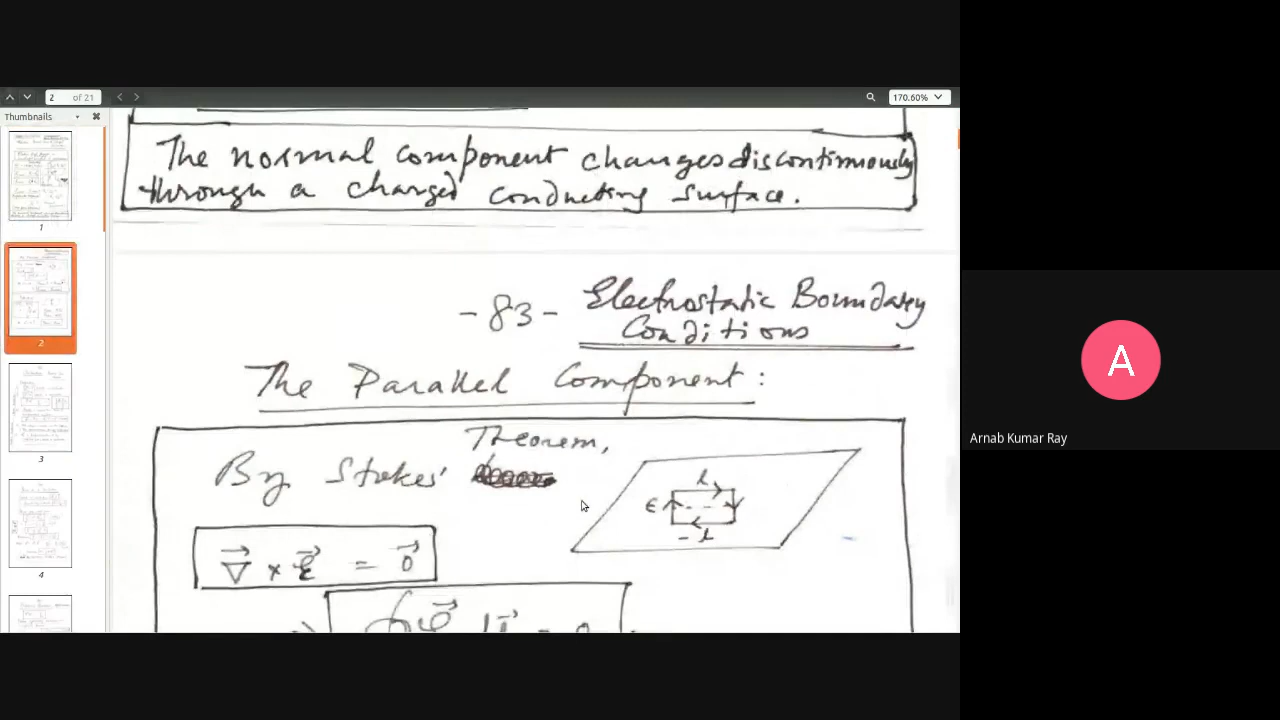 2 of 21
170.60%
Thumbnails
The normal component changes discontinuously
through a charged conducting surface.
- 83 - Electrostatic Boundary
Conditions
The Parallel Component:
Theorem,
By Stokes'
l
ϵ
- l
∇ × E = 0
1
2
3
4
A
Arnab Kumar Ray